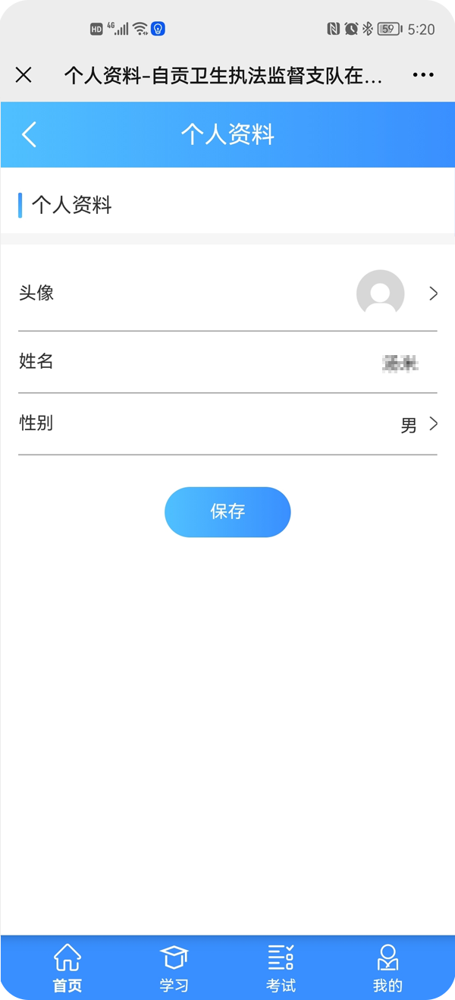 HD 4G 59 5:20
个人资料-自贡卫生执法监督支队在...
个人资料
个人资料
头像
姓名
性别 男
保存
首页 学习 考试 我的